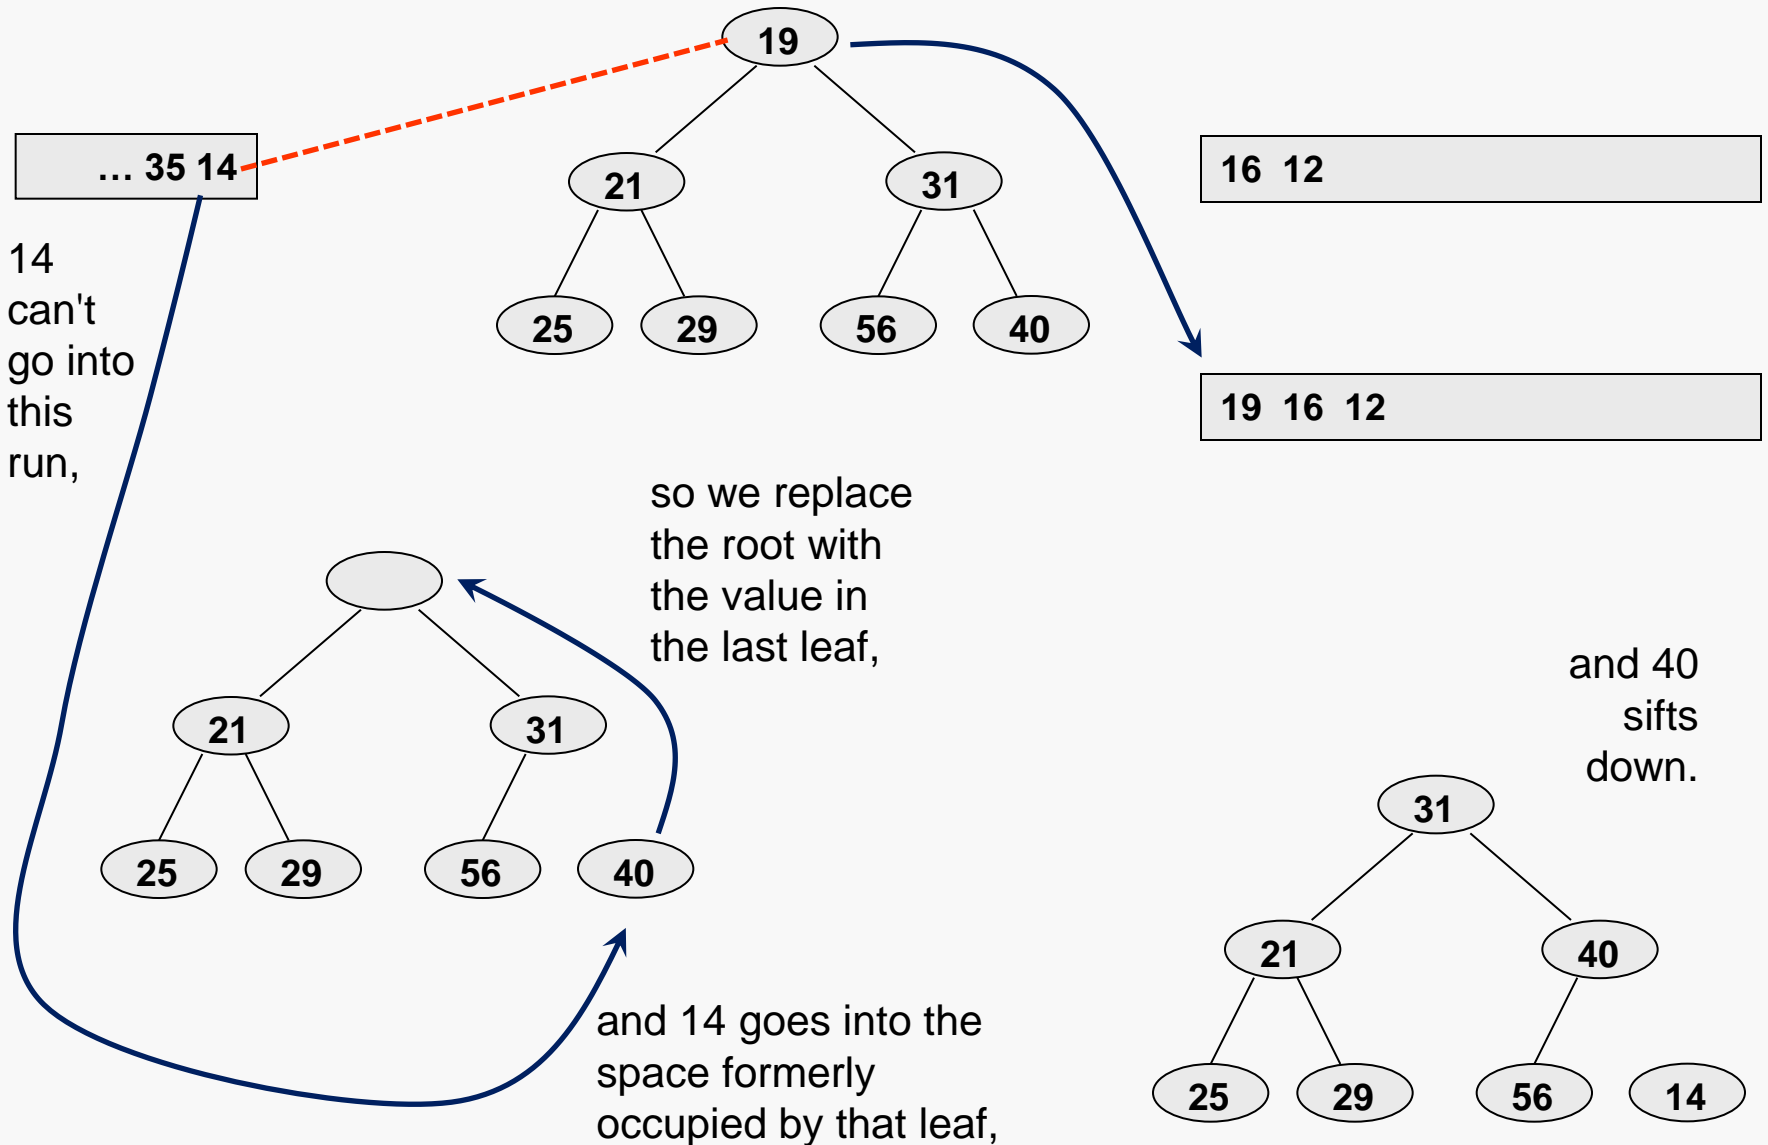 19
… 35 14
21 31
16 12
25 29 56 40
19 16 12
14
can't
go into
this
run,
so we replace
the root with
the value in
the last leaf,
21 31
25 29 56 40
and 14 goes into the
space formerly
occupied by that leaf,
and 40
sifts
down.
31
21 40
25 29 56 14